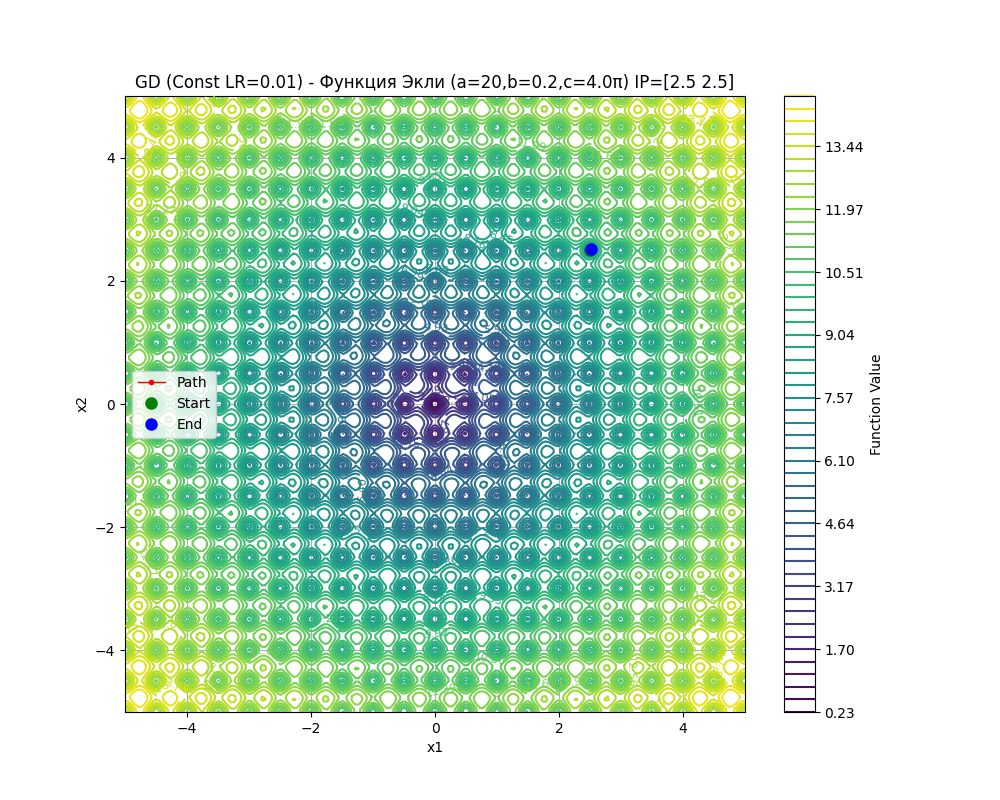 GD (Const LR=0.01) - Функция Экли (a=20,b=0.2,c=4.0π) IP=[2.5 2.5]
4
2
0
−2
−4
x2
−4
−2
0
2
4
x1
Path
Start
End
13.44
11.97
10.51
9.04
7.57
6.10
4.64
3.17
1.70
0.23
Function Value